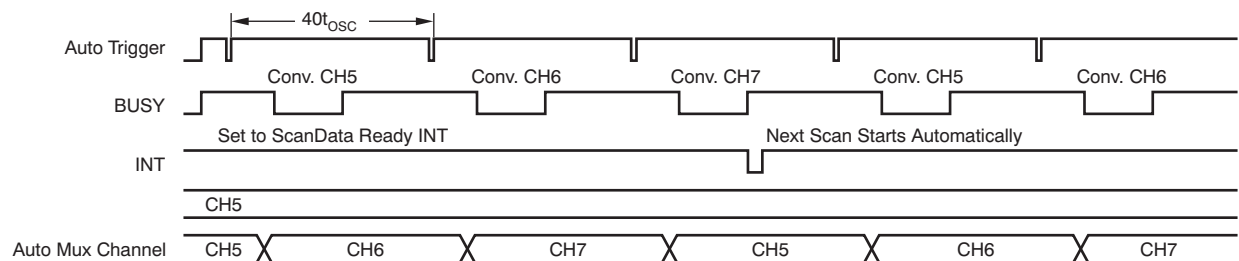 40tOSC
Auto Trigger
Conv. CH5 Conv. CH6 Conv. CH7 Conv. CH5 Conv. CH6
BUSY
Set to ScanData Ready INT Next Scan Starts Automatically
INT
CH5
Auto Mux Channel CH5 CH6 CH7 CH5 CH6 CH7